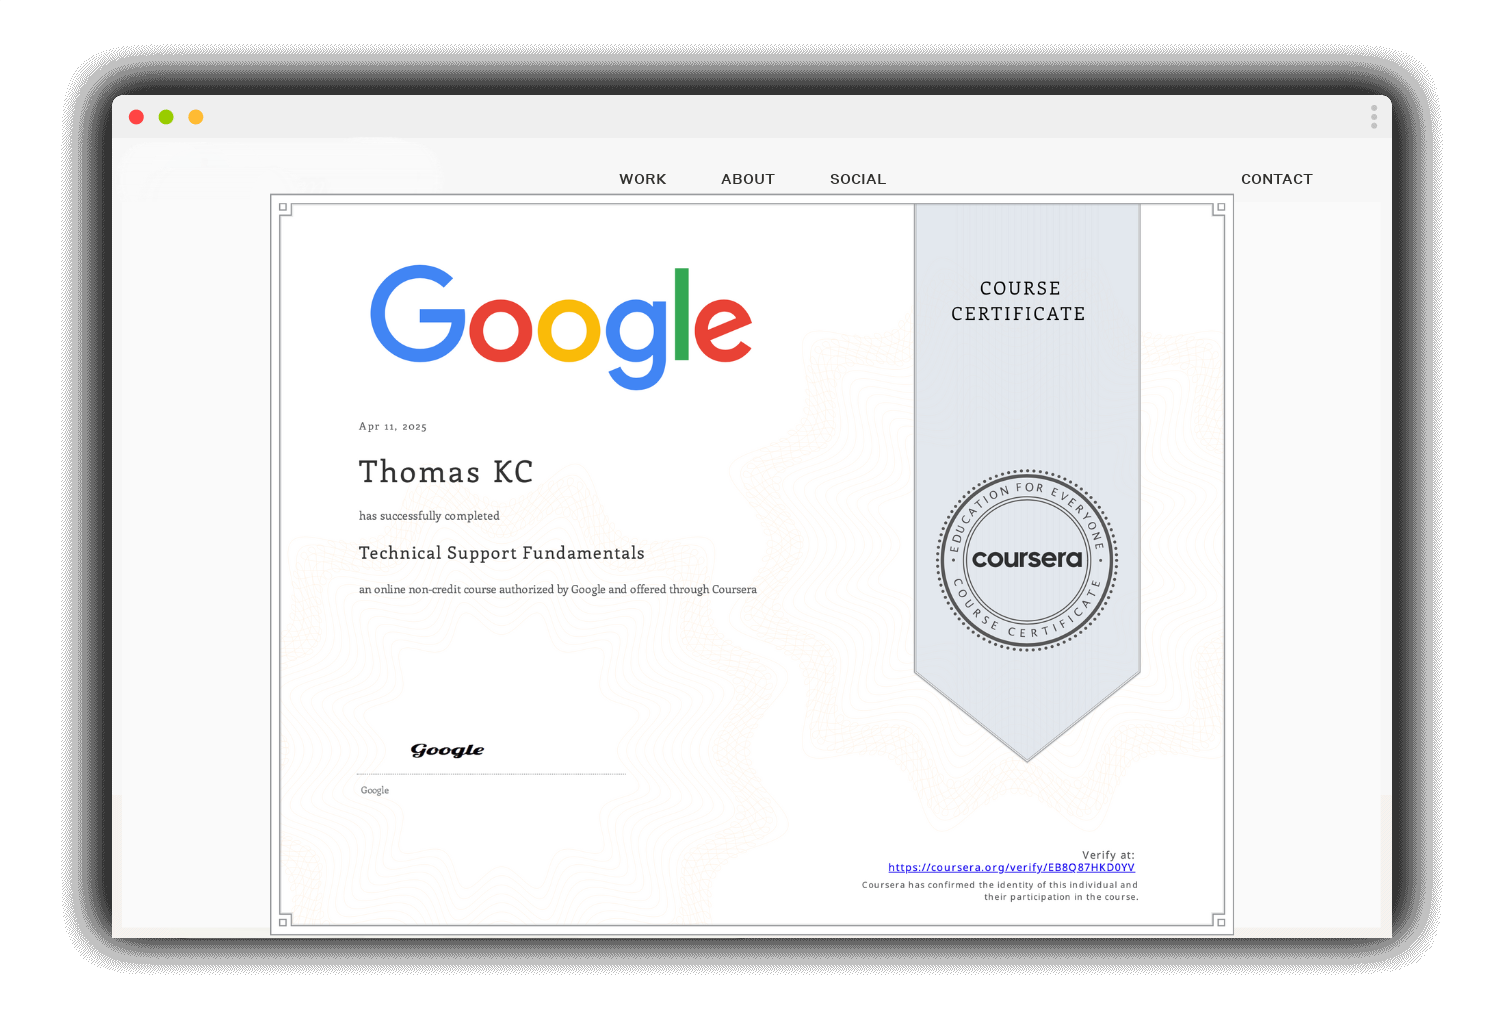 WORK ABOUT SOCIAL CONTACT
Google
COURSE
CERTIFICATE
Apr 11, 2025
Thomas KC
has successfully completed
Technical Support Fundamentals
an online non-credit course authorized by Google and offered through Coursera
EDUCATION FOR EVERYONE
coursera
COURSE CERTIFICATE
Google
Google
Verify at:
https://coursera.org/verify/EB8Q87HKD0YV
Coursera has confirmed the identity of this individual and
their participation in the course.